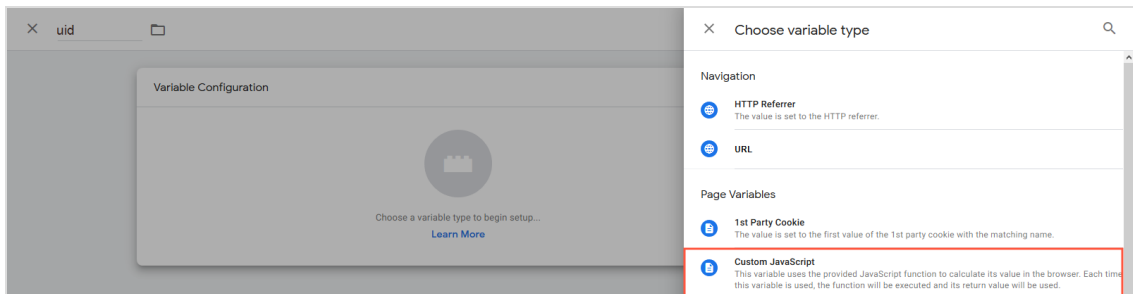 uid
Choose variable type
Variable Configuration
Choose a variable type to begin setup...
Learn More
Navigation
HTTP Referrer
The value is set to the HTTP referrer.
URL
Page Variables
1st Party Cookie
The value is set to the first value of the 1st party cookie with the matching name.
Custom JavaScript
This variable uses the provided JavaScript function to calculate its value in the browser. Each time
this variable is used, the function will be executed and its return value will be used.